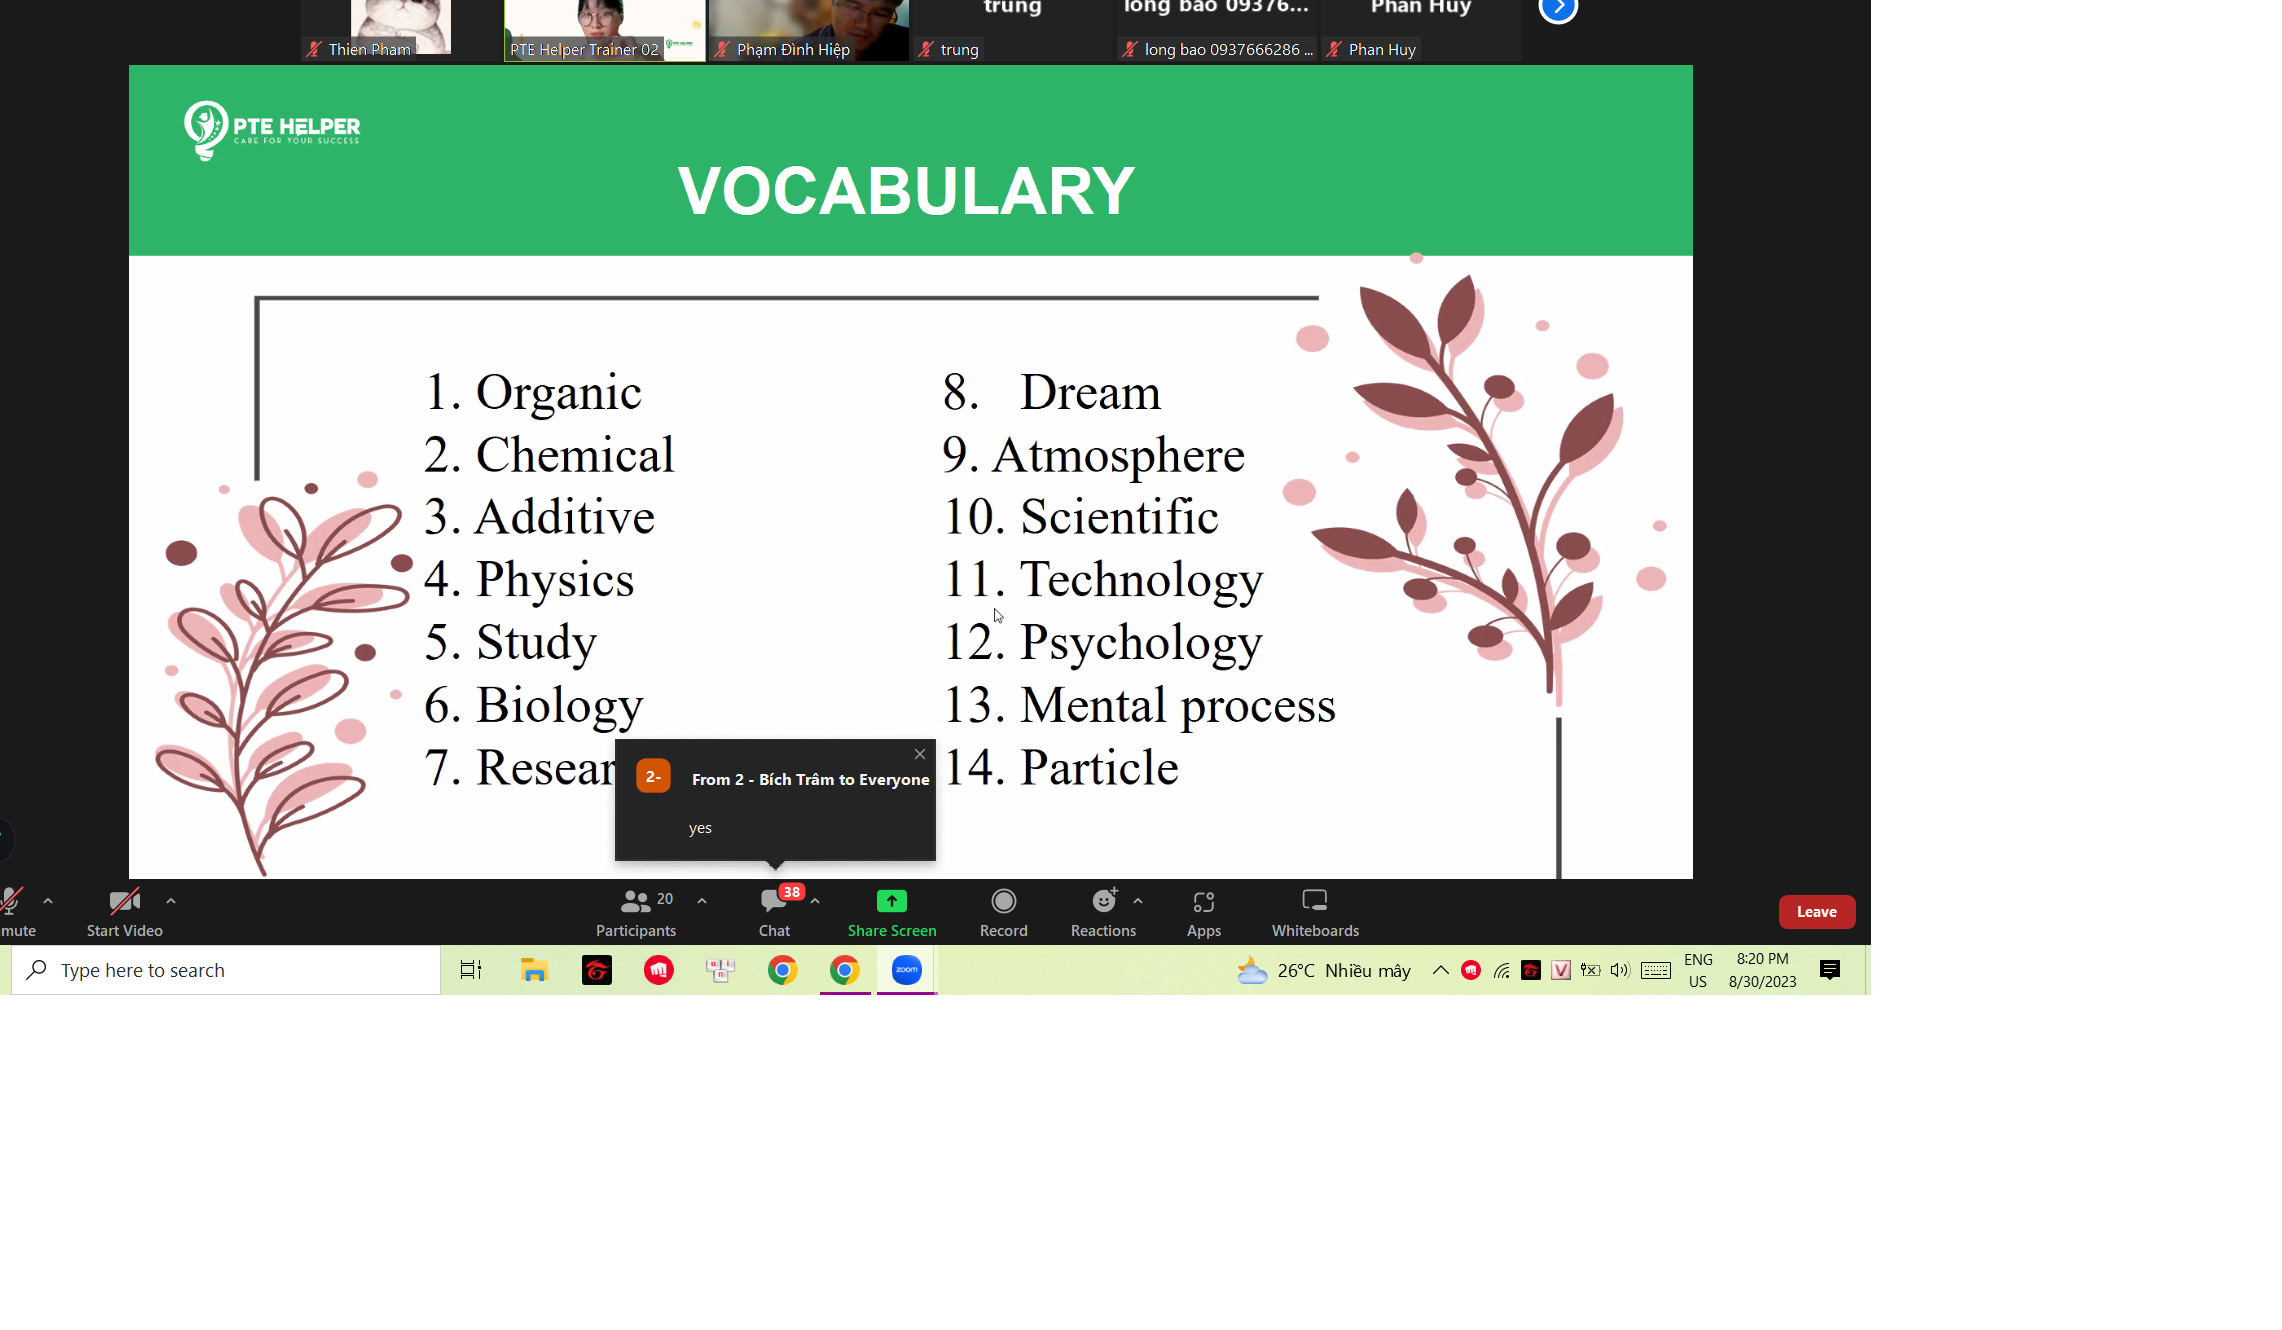 trung
long bao 09376...
Phan Huy
Thien Pham
PTE Helper Trainer 02
Phạm Đình Hiệp
trung
long bao 0937666286 ...
Phan Huy
PTE HELPER
CARE FOR YOUR SUCCESS
VOCABULARY
1. Organic
2. Chemical
3. Additive
4. Physics
5. Study
6. Biology
7. Resear
8. Dream
9. Atmosphere
10. Scientific
11. Technology
12. Psychology
13. Mental process
14. Particle
2-
From 2 - Bích Trâm to Everyone
yes
mute
Start Video
20
Participants
38
Chat
Share Screen
Record
Reactions
Apps
Whiteboards
Leave
Type here to search
zoom
26°C Nhiều mây
V
ENG
US
8:20 PM
8/30/2023